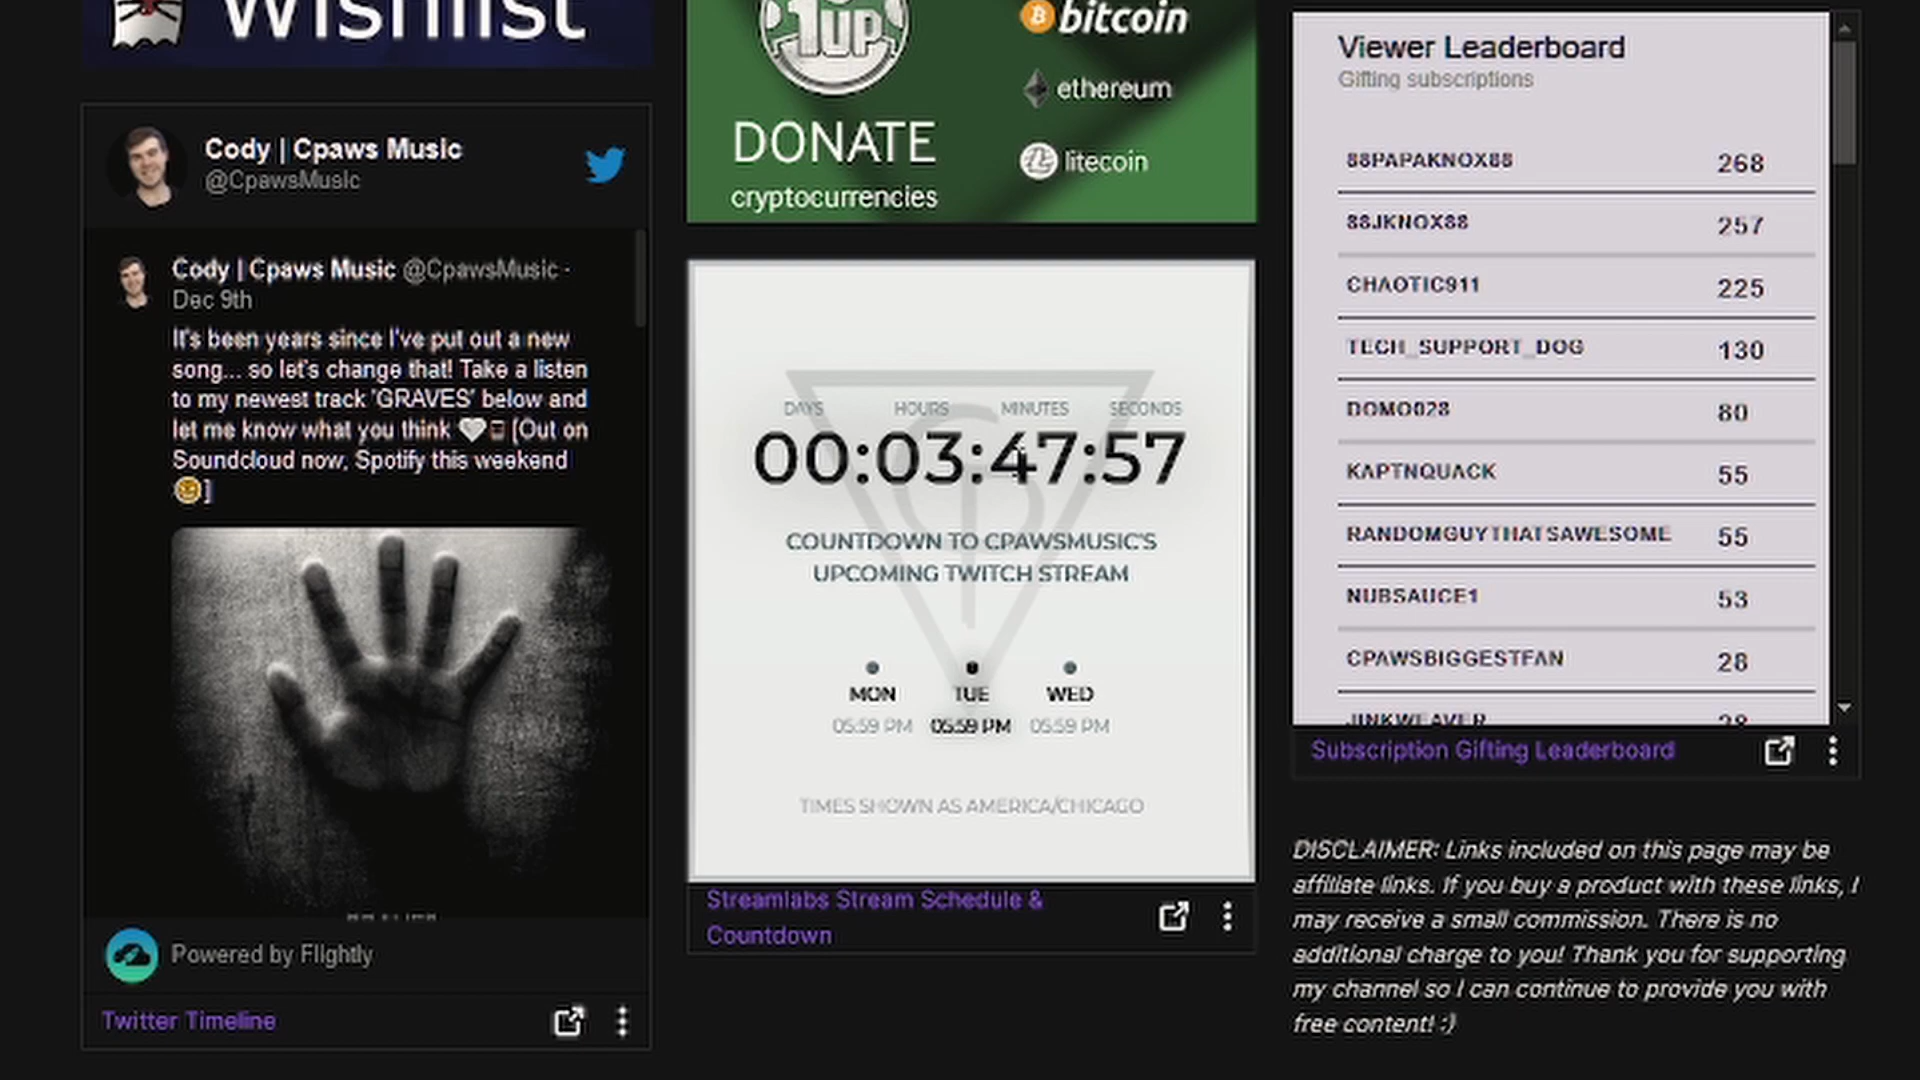 Wishlist
Cody | Cpaws Music
@CpawsMusic
Cody | Cpaws Music @CpawsMusic ·
Dec 9th
It's been years since I've put out a new
song... so let's change that! Take a listen
to my newest track 'GRAVES' below and
let me know what you think 🤍 [Out on
Soundcloud now, Spotify this weekend
]
Powered by Flightly
Twitter Timeline
1UP
DONATE
cryptocurrencies
bitcoin
ethereum
litecoin
DAYS HOURS MINUTES SECONDS
00:03:47:57
COUNTDOWN TO CPAWSMUSIC'S
UPCOMING TWITCH STREAM
MON TUE WED
05:59 PM 05:59 PM 05:59 PM
TIMES SHOWN AS AMERICA/CHICAGO
Streamlabs Stream Schedule &
Countdown
Viewer Leaderboard
Gifting subscriptions
88PAPAKNOX88 268
88JKNOX88 257
CHAOTIC911 225
TECH_SUPPORT_DOG 130
DOMO028 80
KAPTNQUACK 55
RANDOMGUYTHATSAWESOME 55
NUBSAUCE1 53
CPAWSBIGGESTFAN 28
JINKWEAVER 28
Subscription Gifting Leaderboard
DISCLAIMER: Links included on this page may be
affiliate links. If you buy a product with these links, I
may receive a small commission. There is no
additional charge to you! Thank you for supporting
my channel so I can continue to provide you with
free content! :)